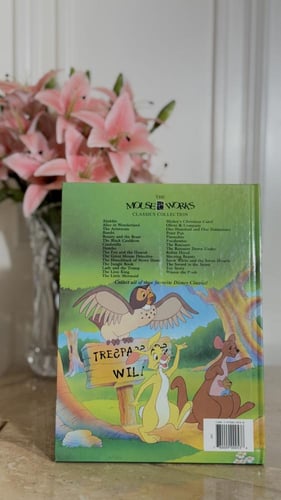 THE
MOUSE WORKS
CLASSICS COLLECTION
Aladdin
Alice in Wonderland
The Aristocats
Bambi
Beauty and the Beast
The Black Cauldron
Cinderella
Dumbo
The Fox and the Hound
The Great Mouse Detective
The Hunchback of Notre Dame
The Jungle Book
Lady and the Tramp
The Lion King
The Little Mermaid
Mickey's Christmas Carol
Oliver & Company
One Hundred and One Dalmatians
Peter Pan
Pinocchio
Pocahontas
The Rescuers
The Rescuers Down Under
Robin Hood
Sleeping Beauty
Snow White and the Seven Dwarfs
The Sword in the Stone
Toy Story
Winnie the Pooh
Collect all of these favorite Disney Classics!
TRESPAS
WIL